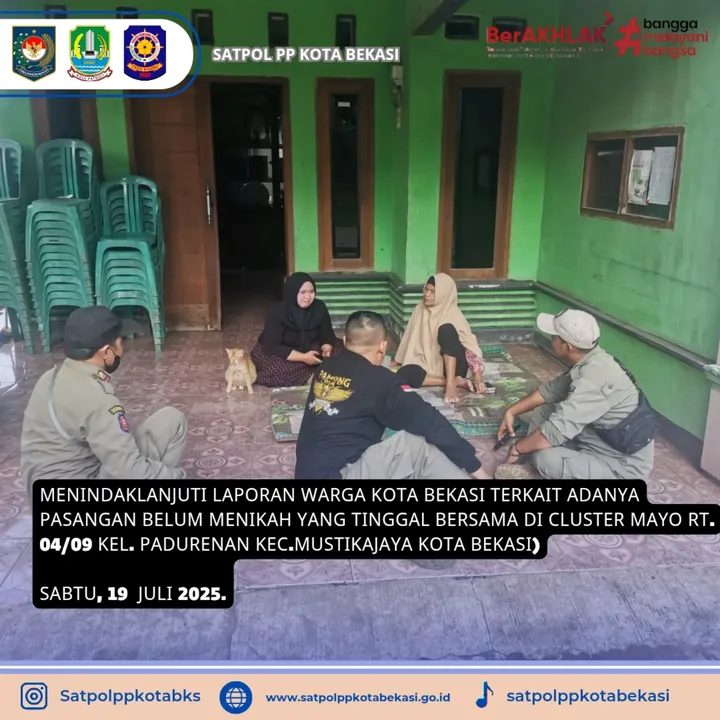 SATPOL PP KOTA BEKASI
BerAKHLAK
bangga
melayani
bangsa
PAMONG
MENINDAKLANJUTI LAPORAN WARGA KOTA BEKASI TERKAIT ADANYA
PASANGAN BELUM MENIKAH YANG TINGGAL BERSAMA DI CLUSTER MAYO RT.
04/09 KEL. PADURENAN KEC.MUSTIKAJAYA KOTA BEKASI)
SABTU, 19 JULI 2025.
Satpolppkotabks
www.satpolppkotabekasi.go.id
satpolppkotabekasi